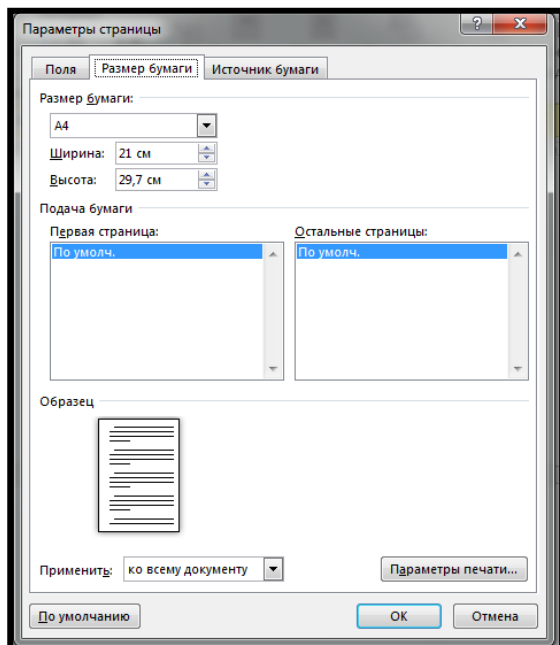 Параметры страницы
Поля Размер бумаги Источник бумаги
Размер бумаги:
A4
Ширина: 21 см
Высота: 29,7 см
Подача бумаги
Первая страница: Остальные страницы:
По умолч. По умолч.
Образец
Применить: ко всему документу Параметры печати...
По умолчанию ОК Отмена